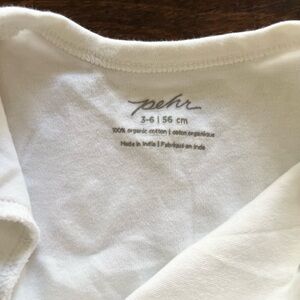 pehr
3-6 | 56 cm
100% organic cotton | coton organique
Made in India | Fabriqué en Inde